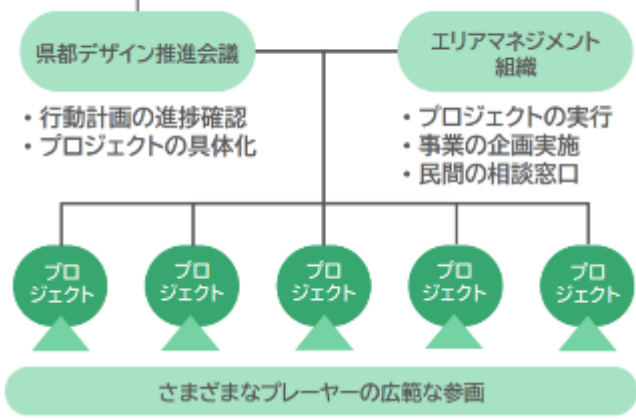 県都デザイン推進会議
・行動計画の進捗確認
・プロジェクトの具体化
エリアマネジメント
組織
・プロジェクトの実行
・事業の企画実施
・民間の相談窓口
プロ
ジェクト
プロ
ジェクト
プロ
ジェクト
プロ
ジェクト
プロ
ジェクト
さまざまなプレーヤーの広範な参画